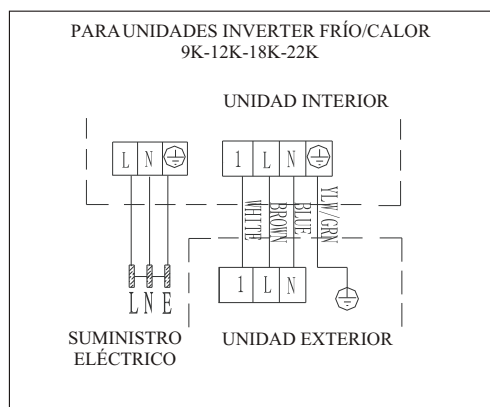 PARA UNIDADES INVERTER FRÍO/CALOR
9K-12K-18K-22K
UNIDAD INTERIOR
L N
1 L N
WHITE
BROWN
BLUE
YLW/GRN
1 L N
L N E
SUMINISTRO
ELÉCTRICO
UNIDAD EXTERIOR